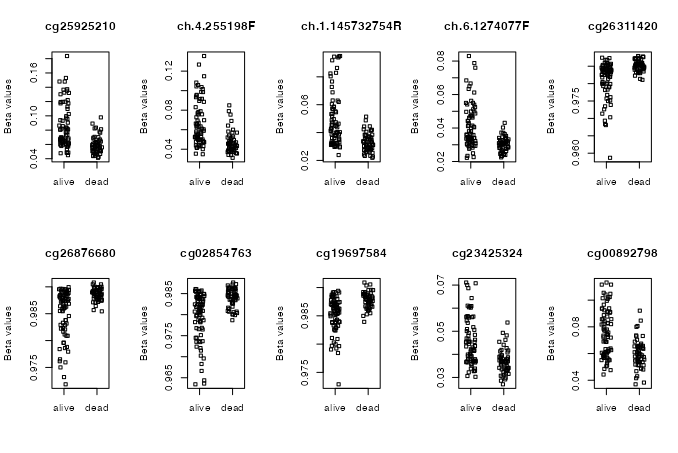 cg25925210
Beta values
0.04 0.10 0.16
alive dead
ch.4.255198F
Beta values
0.04 0.08 0.12
alive dead
ch.1.145732754R
Beta values
0.02 0.06
alive dead
ch.6.1274077F
Beta values
0.02 0.04 0.06 0.08
alive dead
cg26311420
Beta values
0.960 0.975
alive dead
cg26876680
Beta values
0.975 0.985
alive dead
cg02854763
Beta values
0.965 0.975 0.985
alive dead
cg19697584
Beta values
0.975 0.985
alive dead
cg23425324
Beta values
0.03 0.05 0.07
alive dead
cg00892798
Beta values
0.04 0.08
alive dead